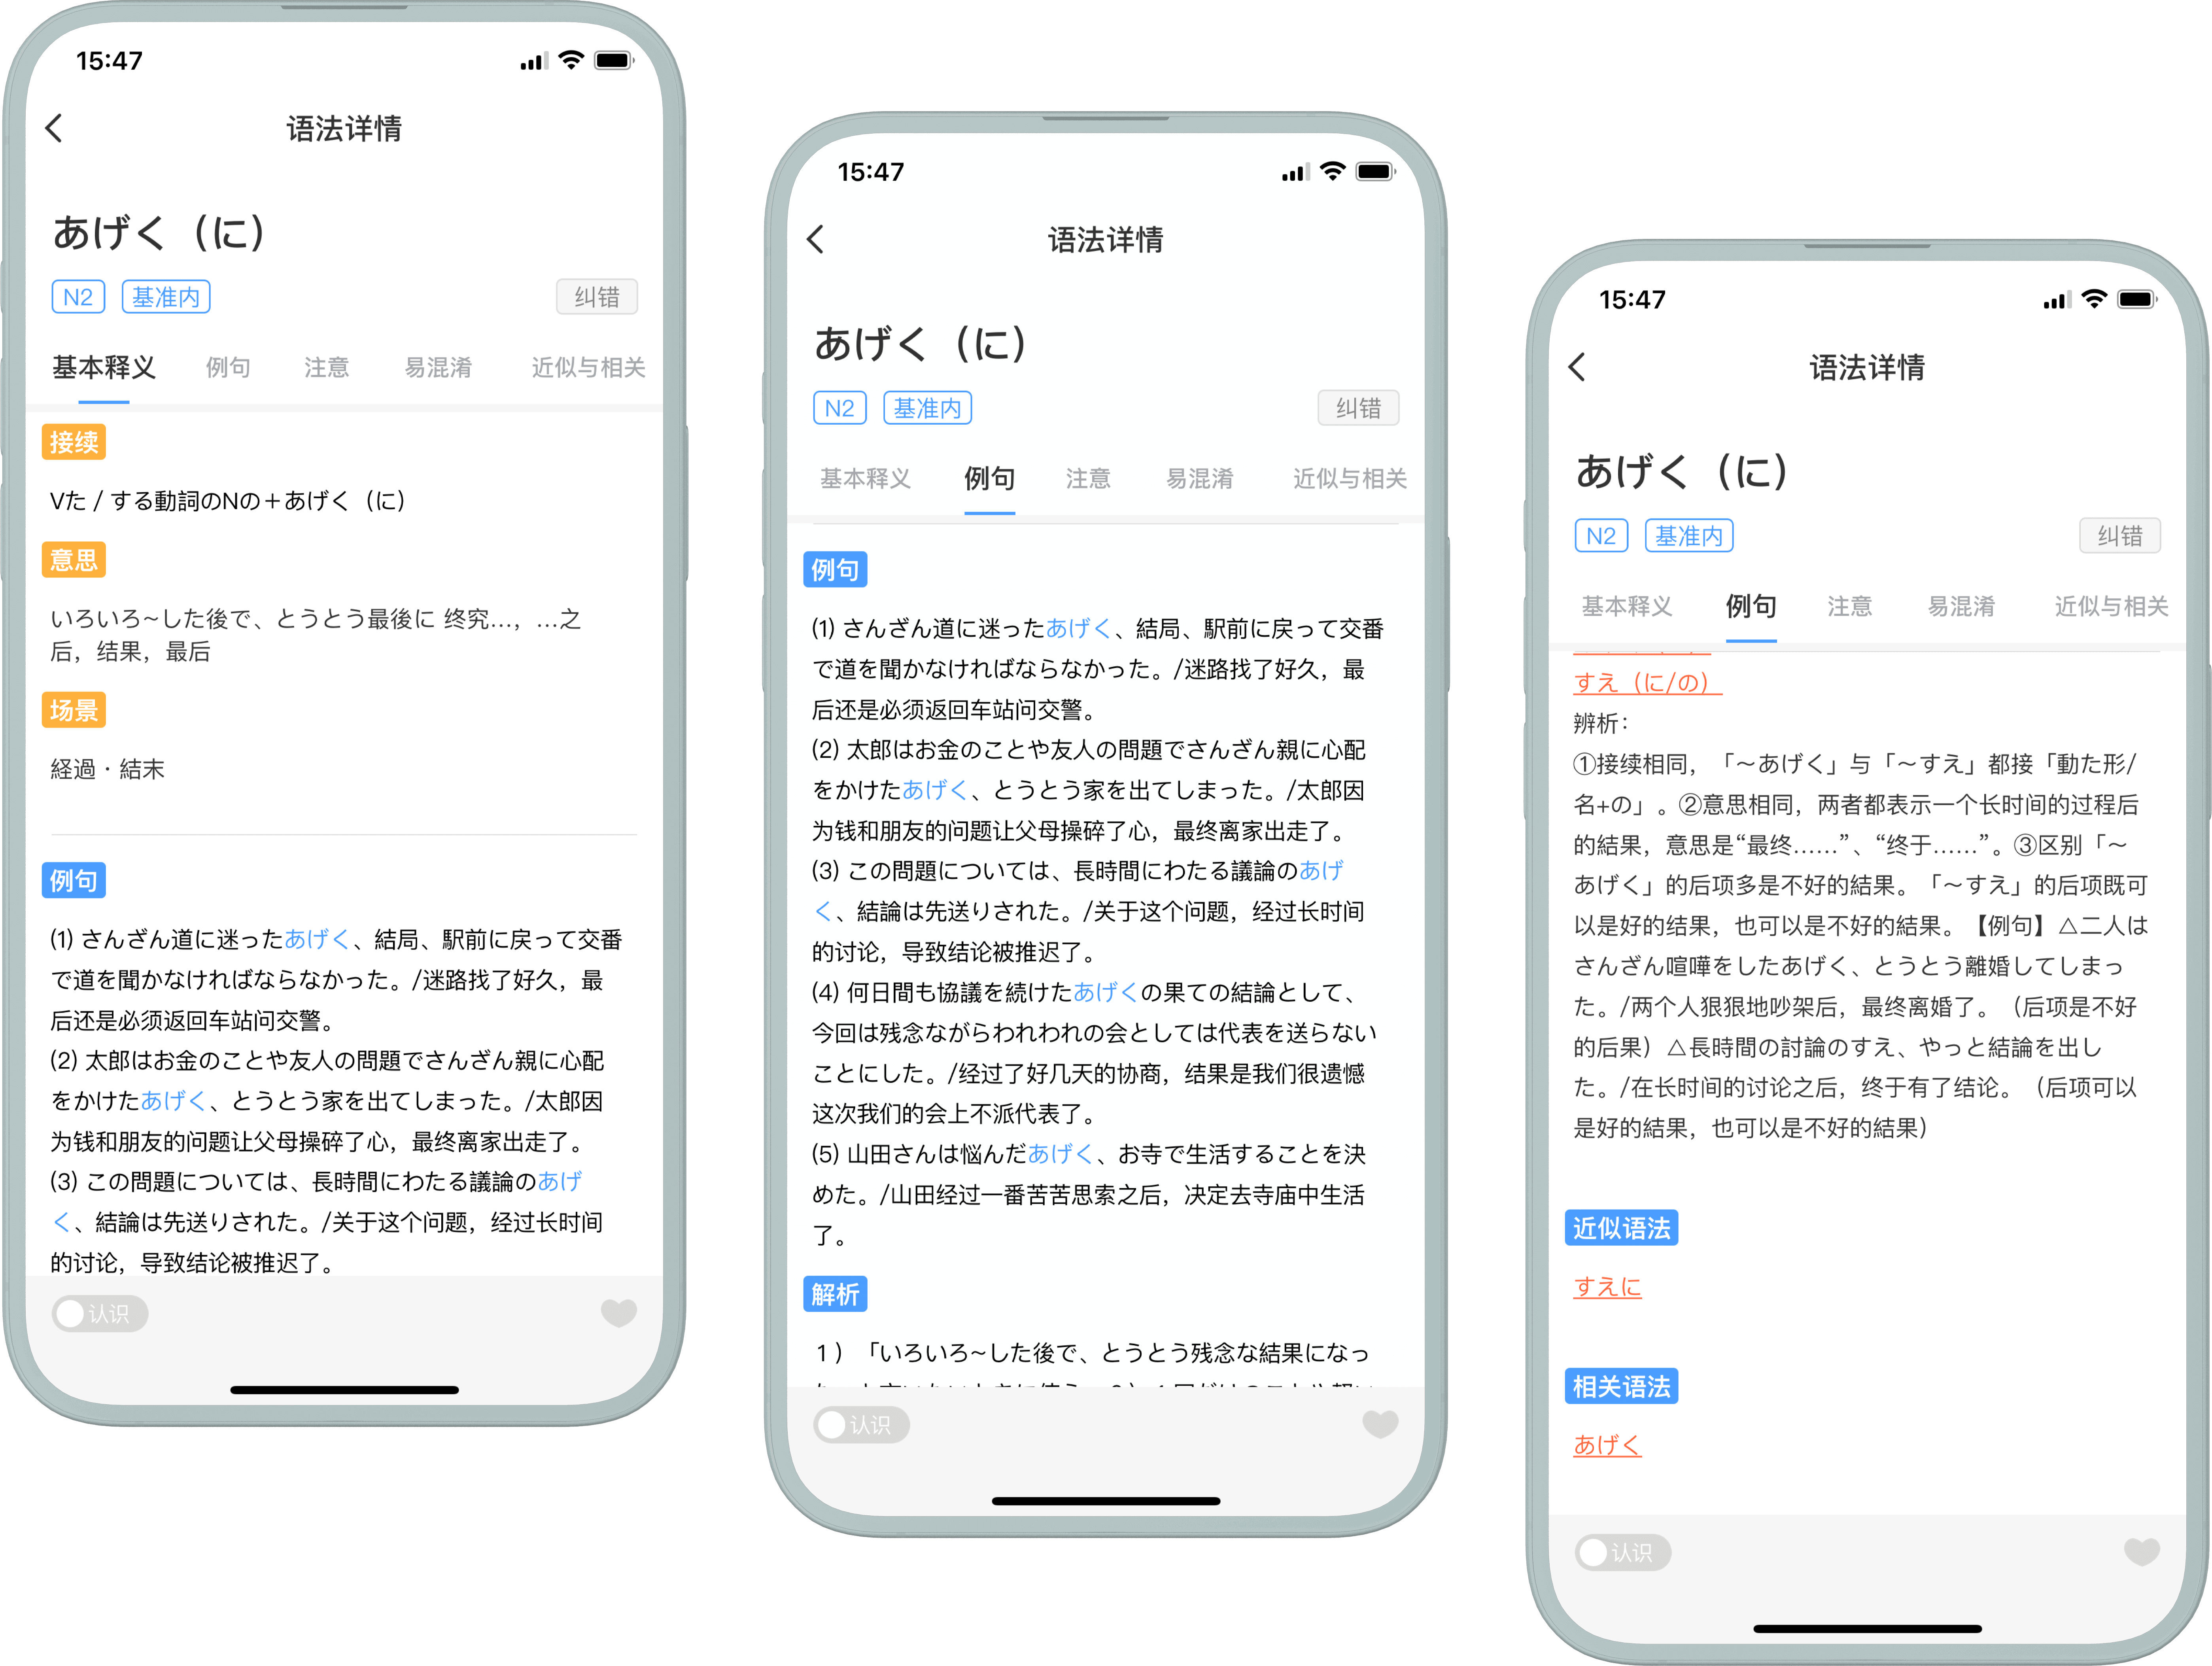 15:47
语法详情
あげく（に）
N2 基准内 纠错
基本释义 例句 注意 易混淆 近似与相关
接续
Vた / する動詞のNの＋あげく（に）
意思
いろいろ~した後で、とうとう最後に 终究…，…之
后，结果，最后
场景
経過・結末
例句
(1) さんざん道に迷ったあげく、結局、駅前に戻って交番
で道を聞かなければならなかった。/迷路找了好久，最
后还是必须返回车站问交警。
(2) 太郎はお金のことや友人の問題でさんざん親に心配
をかけたあげく、とうとう家を出てしまった。/太郎因
为钱和朋友的问题让父母操碎了心，最终离家出走了。
(3) この問題については、長時間にわたる議論のあげ
く、結論は先送りされた。/关于这个问题，经过长时间
的讨论，导致结论被推迟了。
认识
15:47
语法详情
あげく（に）
N2 基准内 纠错
基本释义 例句 注意 易混淆 近似与相关
例句
(1) さんざん道に迷ったあげく、結局、駅前に戻って交番
で道を聞かなければならなかった。/迷路找了好久，最
后还是必须返回车站问交警。
(2) 太郎はお金のことや友人の問題でさんざん親に心配
をかけたあげく、とうとう家を出てしまった。/太郎因
为钱和朋友的问题让父母操碎了心，最终离家出走了。
(3) この問題については、長時間にわたる議論のあげ
く、結論は先送りされた。/关于这个问题，经过长时间
的讨论，导致结论被推迟了。
(4) 何日間も協議を続けたあげくの果ての結論として、
今回は残念ながらわれわれの会としては代表を送らない
ことにした。/经过了好几天的协商，结果是我们很遗憾
这次我们的会上不派代表了。
(5) 山田さんは悩んだあげく、お寺で生活することを決
めた。/山田经过一番苦苦思索之后，决定去寺庙中生活
了。
解析
１）「いろいろ~した後で、とうとう残念な結果になっ
认识
15:47
语法详情
あげく（に）
N2 基准内 纠错
基本释义 例句 注意 易混淆 近似与相关
すえ（に/の）
辨析：
①接续相同，「～あげく」与「～すえ」都接「動た形/
名+の」。②意思相同，两者都表示一个长时间的过程后
的結果，意思是“最终……”、“终于……”。③区别「～
あげく」的后项多是不好的結果。「～すえ」的后项既可
以是好的结果，也可以是不好的結果。【例句】△二人は
さんざん喧嘩をしたあげく、とうとう離婚してしまっ
た。/两个人狠狠地吵架后，最终离婚了。（后项是不好
的后果）△長時間の討論のすえ、やっと結論を出し
た。/在长时间的讨论之后，终于有了结论。（后项可以
是好的結果，也可以是不好的結果）
近似语法
すえに
相关语法
あげく
认识